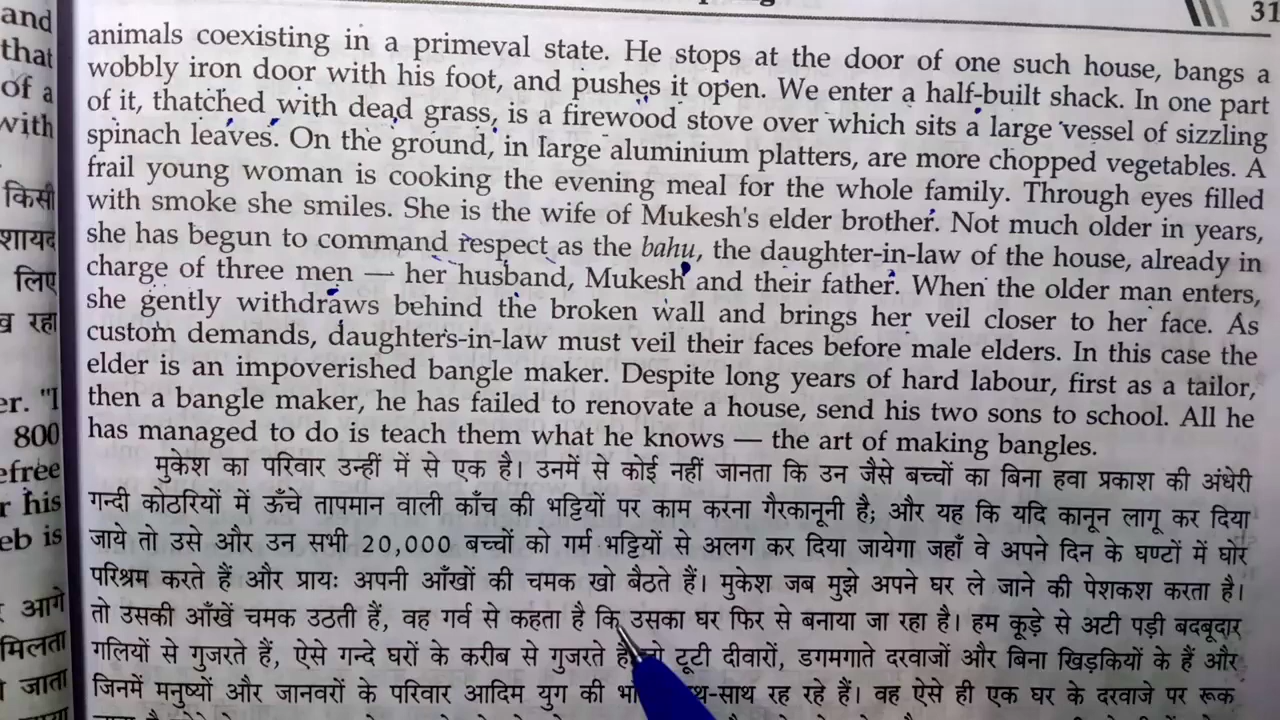 31
and
that
of a
with
किसी
शायद
लिए
ख रहा
er. "I
800
efree
r his
eb is
आगे
मिलता
जाता
animals coexisting in a primeval state. He stops at the door of one such house, bangs a
wobbly iron door with his foot, and pushes it open. We enter a half-built shack. In one part
of it, thatched with dead grass, is a firewood stove over which sits a large vessel of sizzling
spinach leaves. On the ground, in large aluminium platters, are more chopped vegetables. A
frail young woman is cooking the evening meal for the whole family. Through eyes filled
with smoke she smiles. She is the wife of Mukesh's elder brother. Not much older in years,
she has begun to command respect as the bahu, the daughter-in-law of the house, already in
charge of three men — her husband, Mukesh and their father. When the older man enters,
she gently withdraws behind the broken wall and brings her veil closer to her face. As
custom demands, daughters-in-law must veil their faces before male elders. In this case the
elder is an impoverished bangle maker. Despite long years of hard labour, first as a tailor,
then a bangle maker, he has failed to renovate a house, send his two sons to school. All he
has managed to do is teach them what he knows — the art of making bangles.
मुकेश का परिवार उन्हीं में से एक है। उनमें से कोई नहीं जानता कि उन जैसे बच्चों का बिना हवा प्रकाश की अंधेरी
गन्दी कोठरियों में ऊँचे तापमान वाली काँच की भट्टियों पर काम करना गैरकानूनी है; और यह कि यदि कानून लागू कर दिया
जाये तो उसे और उन सभी 20,000 बच्चों को गर्म भट्टियों से अलग कर दिया जायेगा जहाँ वे अपने दिन के घण्टों में घोर
परिश्रम करते हैं और प्रायः अपनी आँखों की चमक खो बैठते हैं। मुकेश जब मुझे अपने घर ले जाने की पेशकश करता है।
तो उसकी आँखें चमक उठती हैं, वह गर्व से कहता है कि उसका घर फिर से बनाया जा रहा है। हम कूड़े से अटी पड़ी बदबूदार
गलियों से गुजरते हैं, ऐसे गन्दे घरों के करीब से गुजरते टूटी दीवारों, डगमगाते दरवाजों और बिना खिड़कियों के हैं और
जिनमें मनुष्यों और जानवरों के परिवार आदिम युग की -साथ रह रहे हैं। वह ऐसे ही एक घर के दरवाजे पर रूक